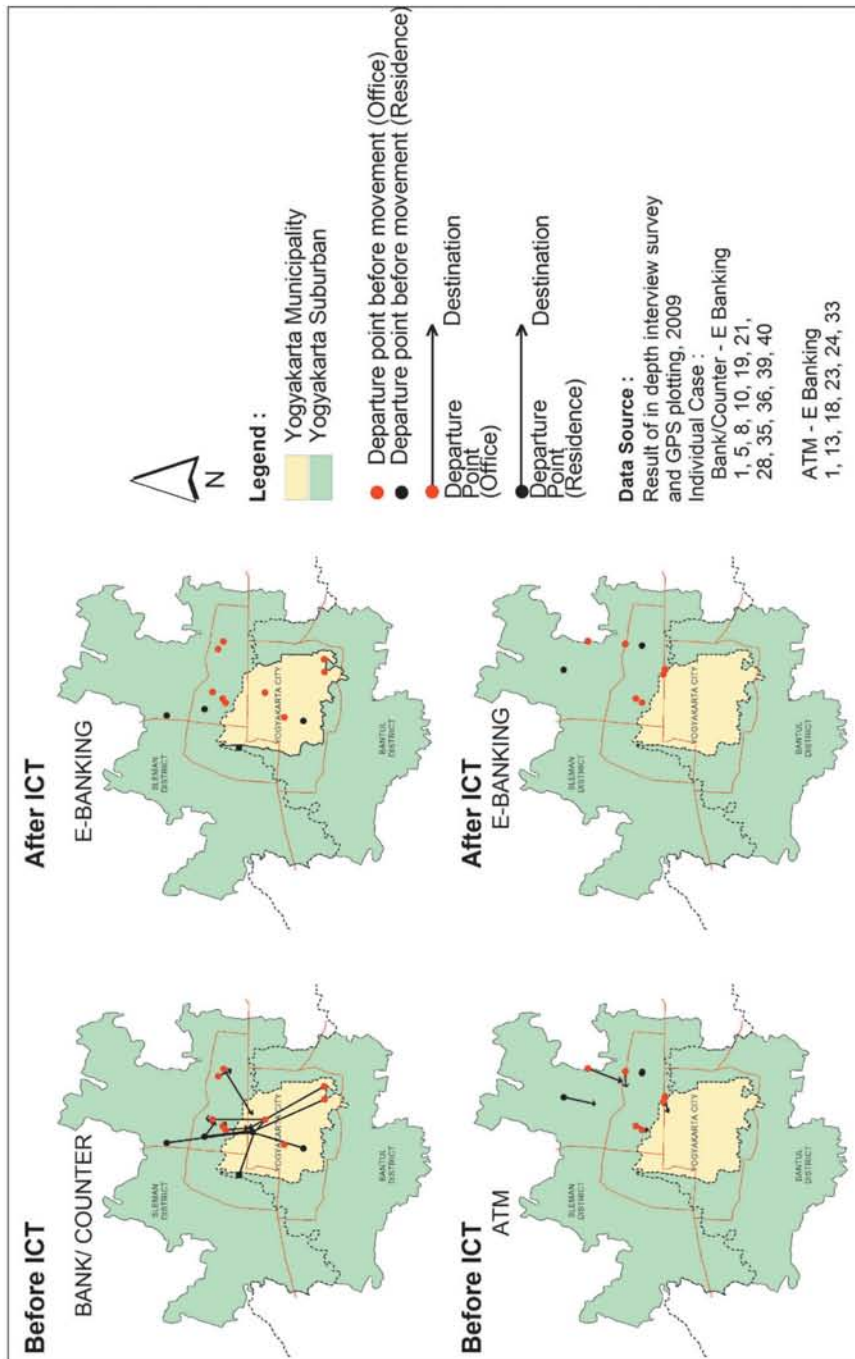 Before ICT
BANK/ COUNTER
SLEMAN
DISTRICT
YOGYAKARTA CITY
BANTUL
DISTRICT
After ICT
E-BANKING
SLEMAN
DISTRICT
YOGYAKARTA CITY
BANTUL
DISTRICT
Before ICT
ATM
SLEMAN
DISTRICT
YOGYAKARTA CITY
BANTUL
DISTRICT
After ICT
E-BANKING
SLEMAN
DISTRICT
YOGYAKARTA CITY
BANTUL
DISTRICT
N
Legend :
Yogyakarta Municipality
Yogyakarta Suburban
Departure point before movement (Office)
Departure point before movement (Residence)
Departure
Point
(Office)
Destination
Departure
Point
(Residence)
Destination
Data Source :
Result of in depth interview survey
and GPS plotting, 2009
Individual Case :
Bank/Counter - E Banking
1, 5, 8, 10, 19, 21,
28, 35, 36, 39, 40
ATM - E Banking
1, 13, 18, 23, 24, 33